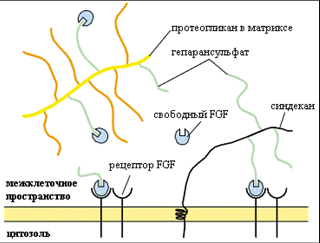 протеогликан в матриксе
гепарансульфат
синдекан
свободный FGF
рецептор FGF
межклеточное
пространство
цитозоль